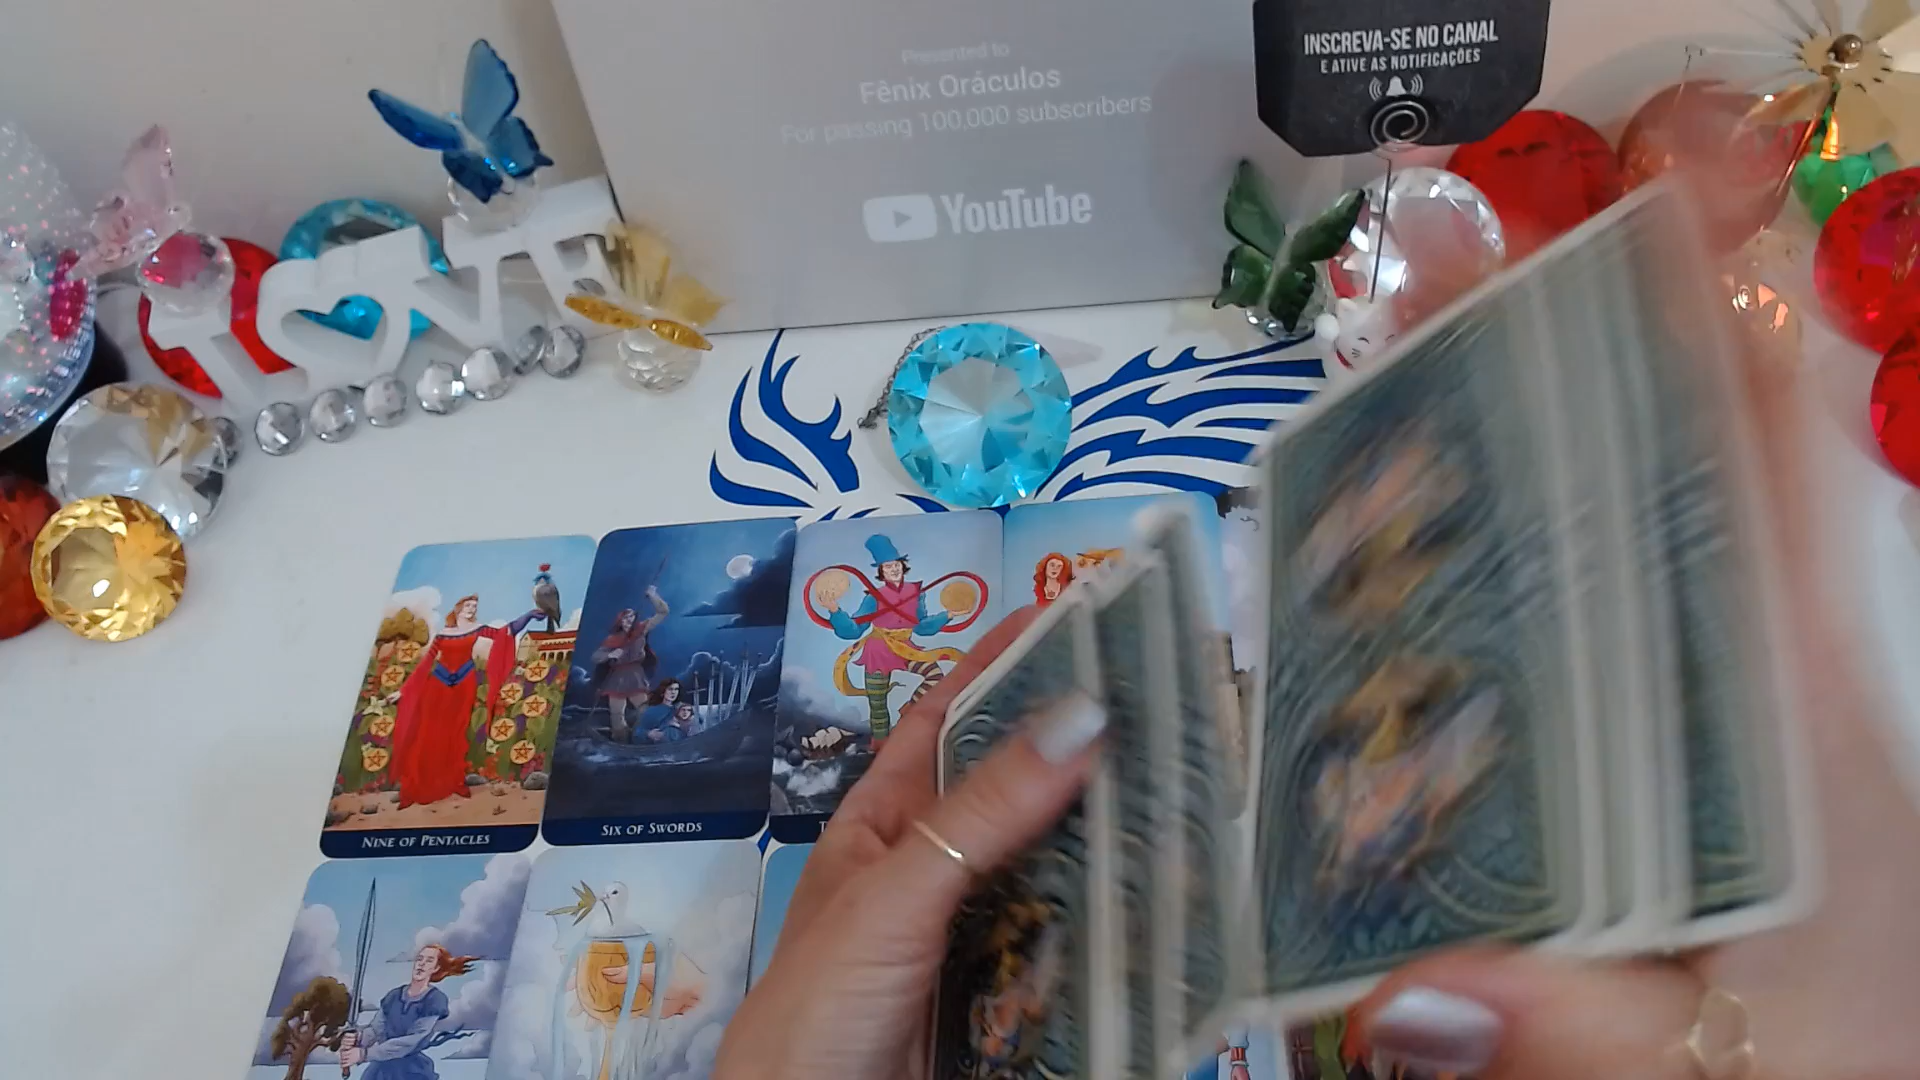 Presented to
Fênix Oráculos
For passing 100,000 subscribers
YouTube
INSCREVA-SE NO CANAL
E ATIVE AS NOTIFICAÇÕES
LOVE
NINE OF PENTACLES
SIX OF SWORDS